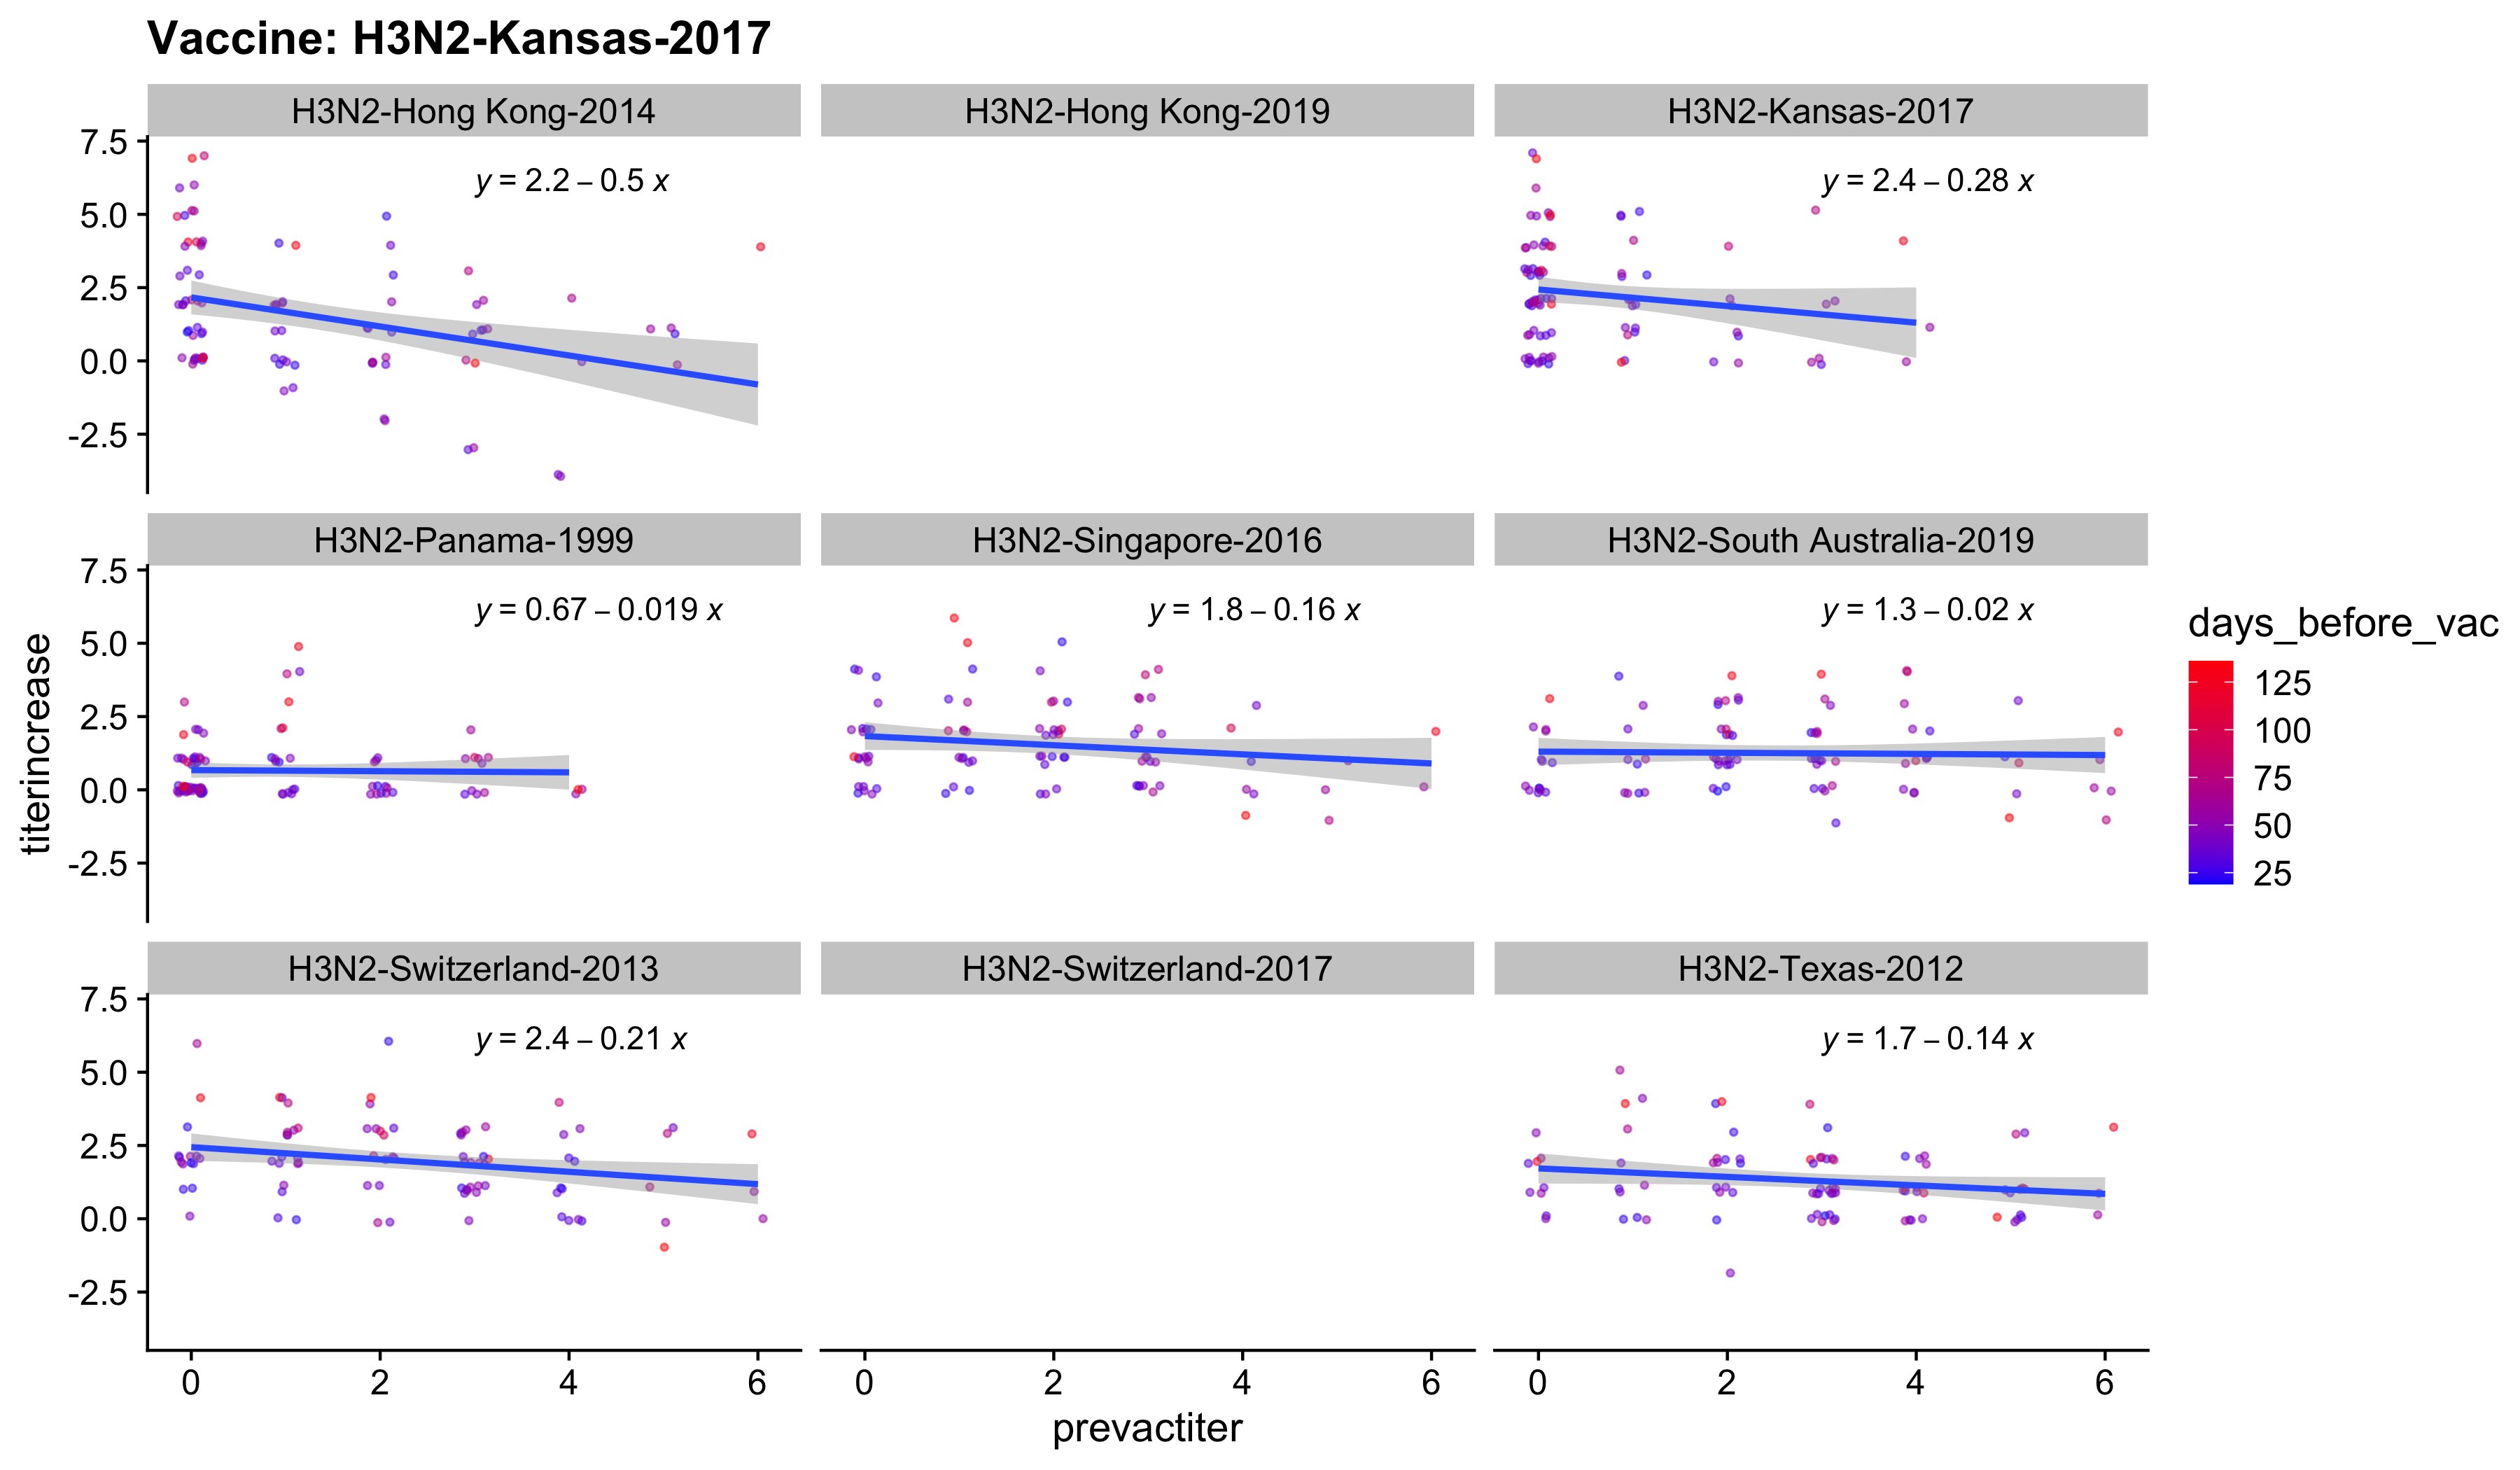 Vaccine: H3N2-Kansas-2017
H3N2-Hong Kong-2014
H3N2-Hong Kong-2019
H3N2-Kansas-2017
7.5
5.0
2.5
0.0
-2.5
y = 2.2 – 0.5 x
y = 2.4 – 0.28 x
H3N2-Panama-1999
H3N2-Singapore-2016
H3N2-South Australia-2019
7.5
5.0
2.5
0.0
-2.5
y = 0.67 – 0.019 x
y = 1.8 – 0.16 x
y = 1.3 – 0.02 x
titerincrease
H3N2-Switzerland-2013
H3N2-Switzerland-2017
H3N2-Texas-2012
7.5
5.0
2.5
0.0
-2.5
y = 2.4 – 0.21 x
y = 1.7 – 0.14 x
0 2 4 6
0 2 4 6
0 2 4 6
prevactiter
days_before_vac
125
100
75
50
25